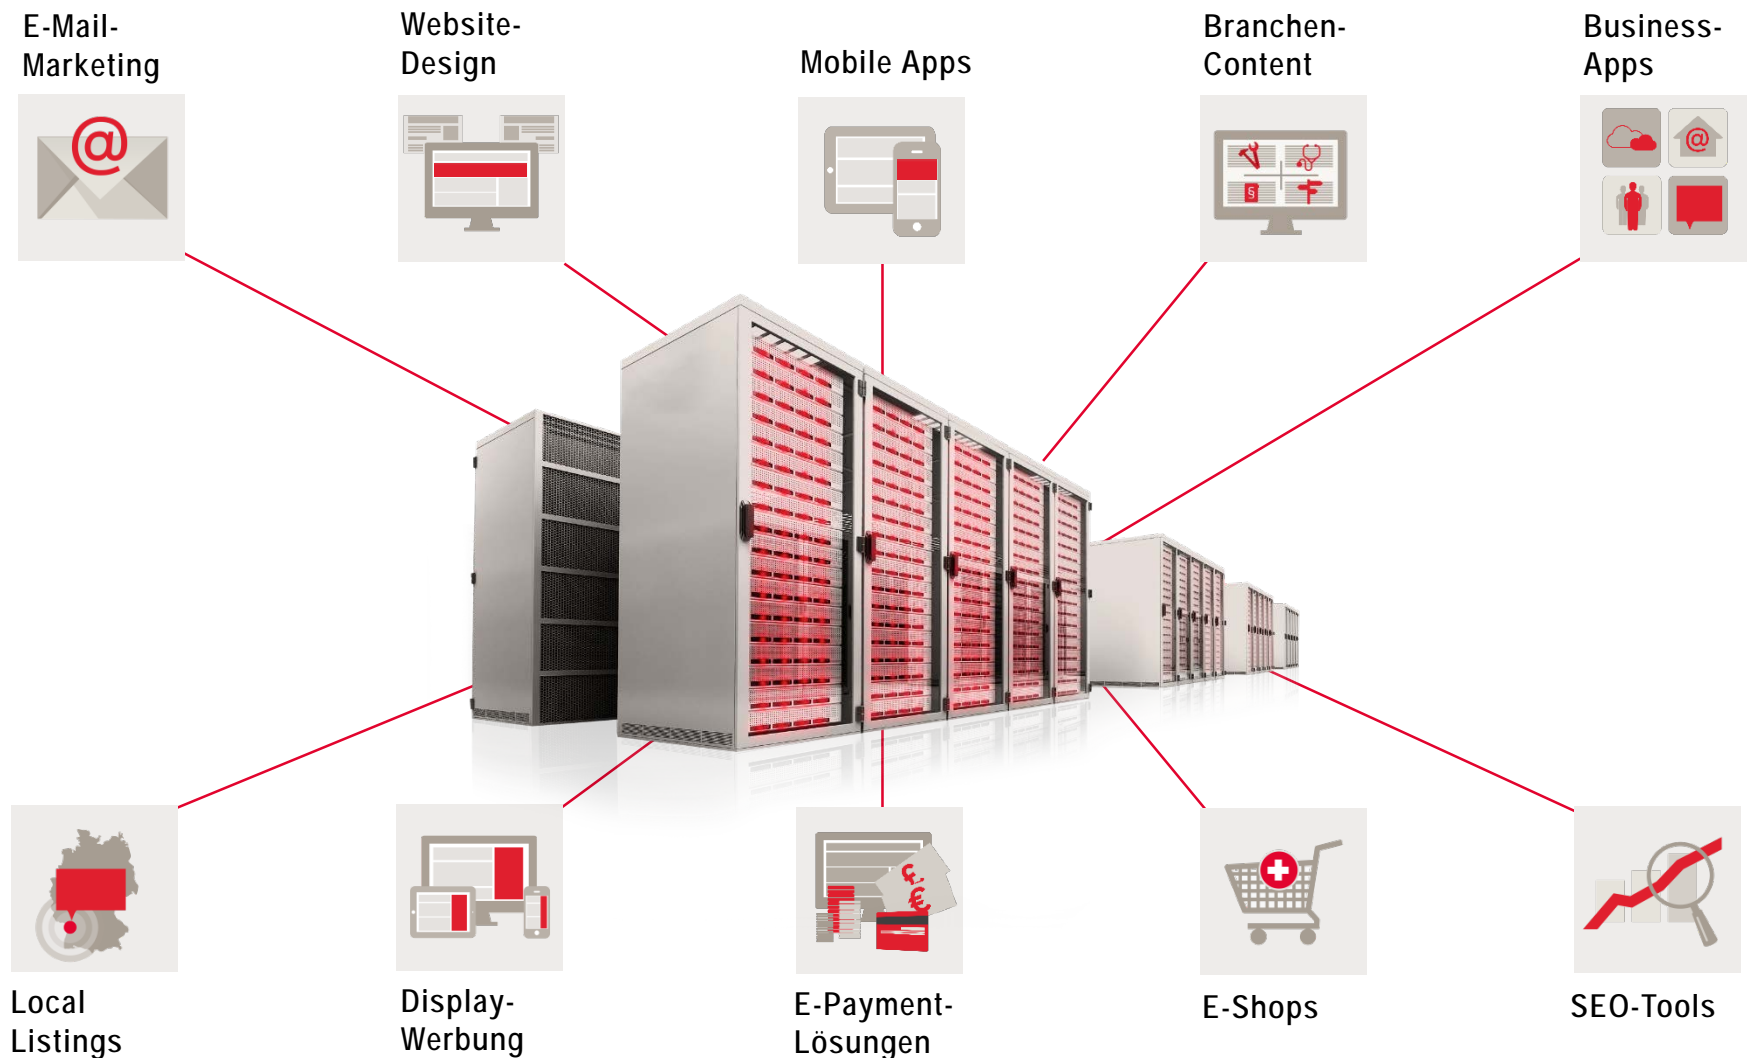 E-Mail-
Marketing
Website-
Design
Mobile Apps
Branchen-
Content
Business-
Apps
@
@
§
£
€
Local
Listings
Display-
Werbung
E-Payment-
Lösungen
E-Shops
SEO-Tools